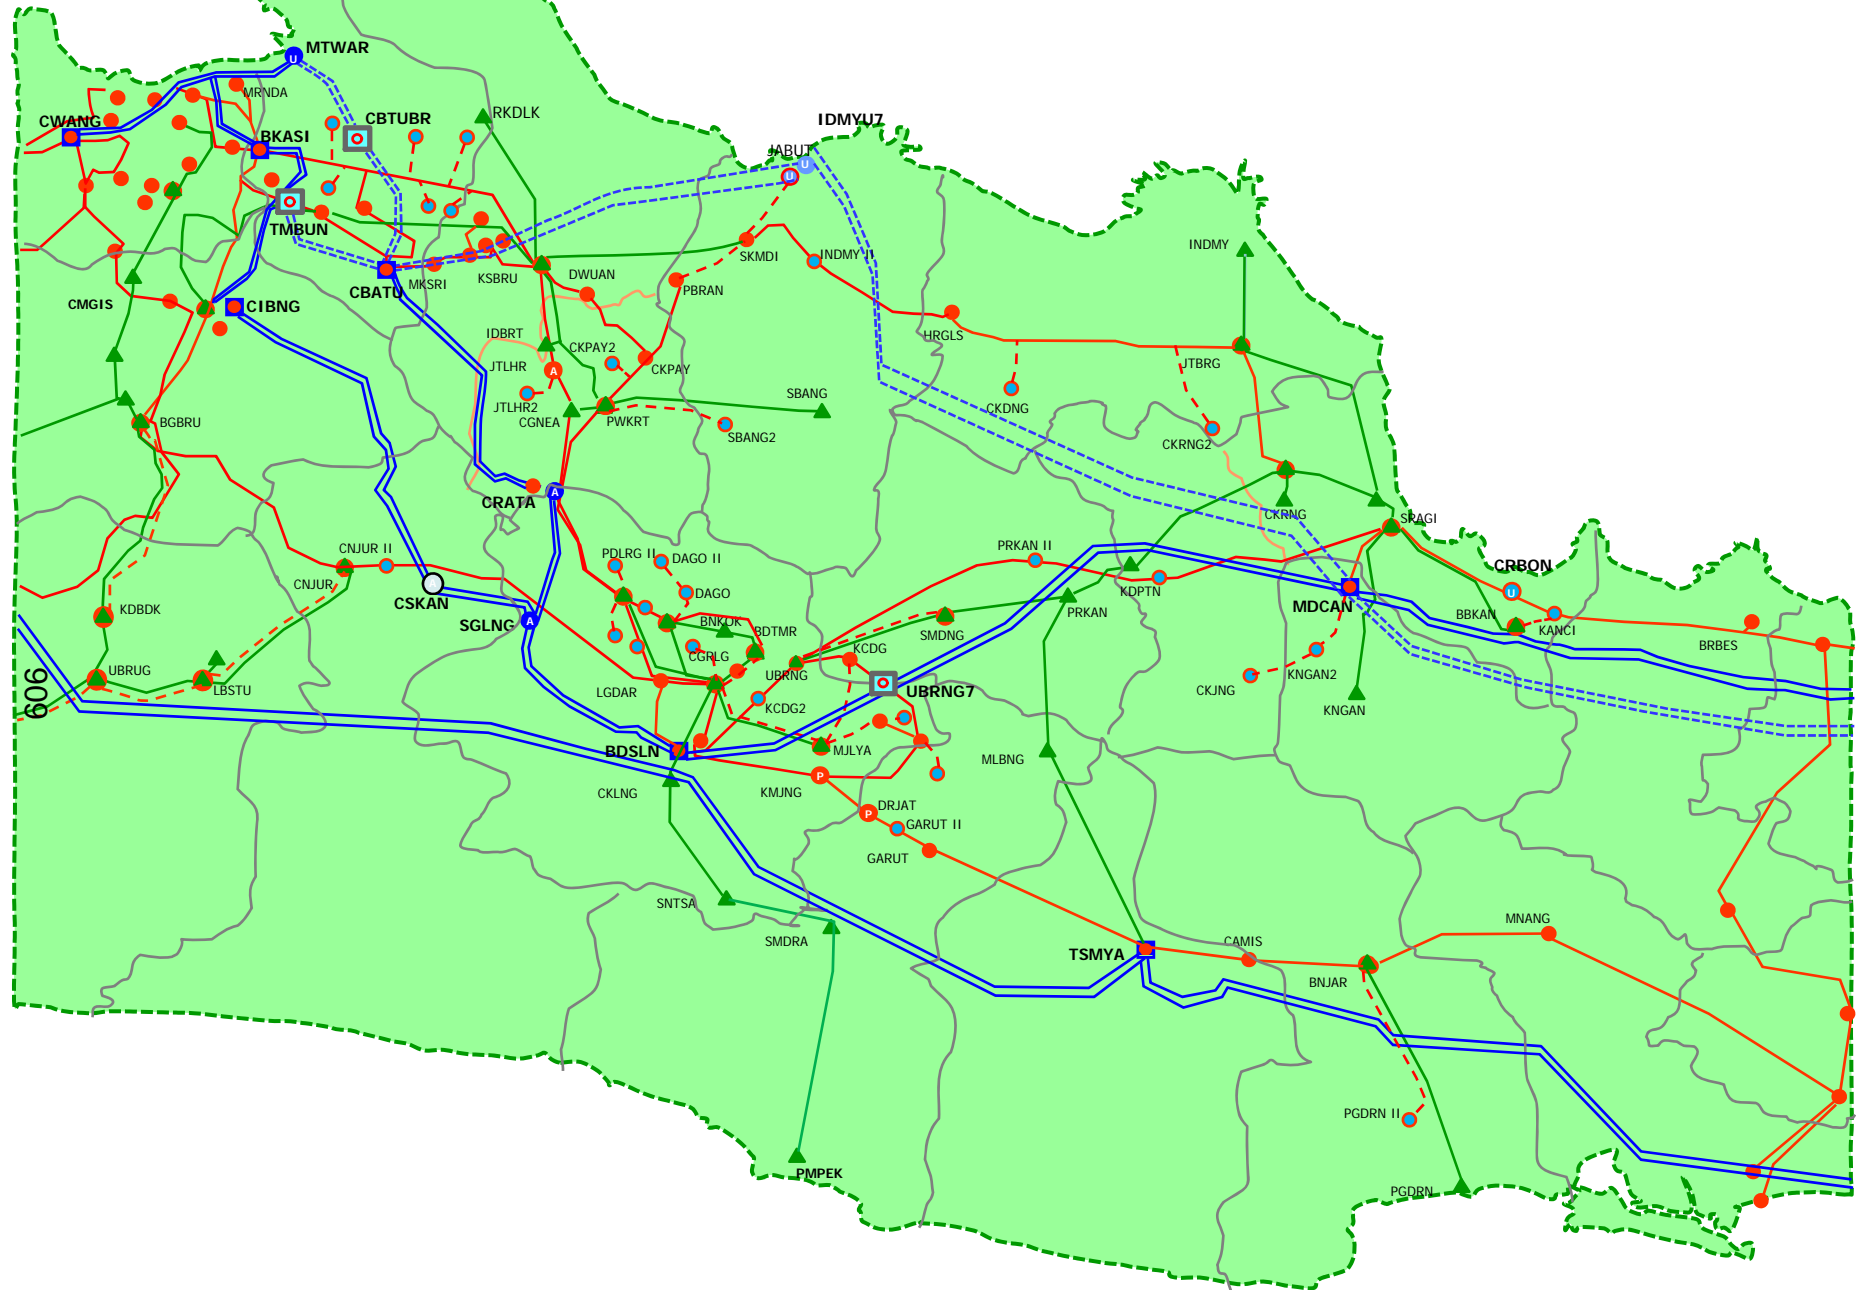 MTWAR
MRNDA
CWANG
CBTUBR
RKDLK
BKASI
IDMYU7
JABUT
U
U
U
TMBUN
INDMY
SKMDI
INDMY II
CBATU
MKSRI
KSBRU
DWUAN
PBRAN
CMGIS
CIBNG
HRGLS
IDBRT
CKPAY2
CKPAY
JTLHR
A
JTBRG
JTLHR2
SBANG
CGNEA
PWKRT
CKDNG
BGBRU
SBANG2
CKRNG2
CRATA
A
CKRNG
SRAGI
CNJUR II
PDLRG II
DAGO II
PRKAN II
CRBON
CNJUR
KDPTN
DAGO
U
CSKAN
KDBDK
SGLNG
A
BNKOK
BDTMR
PRKAN
MDCAN
BBKAN
KANCI
SMDNG
BRBES
CGRLG
KCDG
UBRUG
UBRNG
KNGAN2
LBSTU
LGDAR
UBRNG7
CKJNG
606
KCDG2
KNGAN
BDSLN
MJLYA
MLBNG
CKLNG
KMJNG
P
DRJAT
P
GARUT II
GARUT
SNTSA
MNANG
SMDRA
TSMYA
CAMIS
BNJAR
PGDRN II
PMPEK
PGDRN